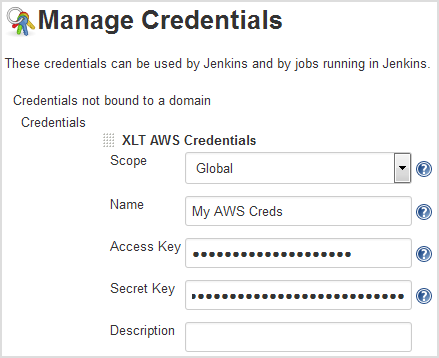 Manage Credentials
These credentials can be used by Jenkins and by jobs running in Jenkins.
Credentials not bound to a domain
Credentials
XLT AWS Credentials
Scope
Global
Name
My AWS Creds
Access Key
Secret Key
Description